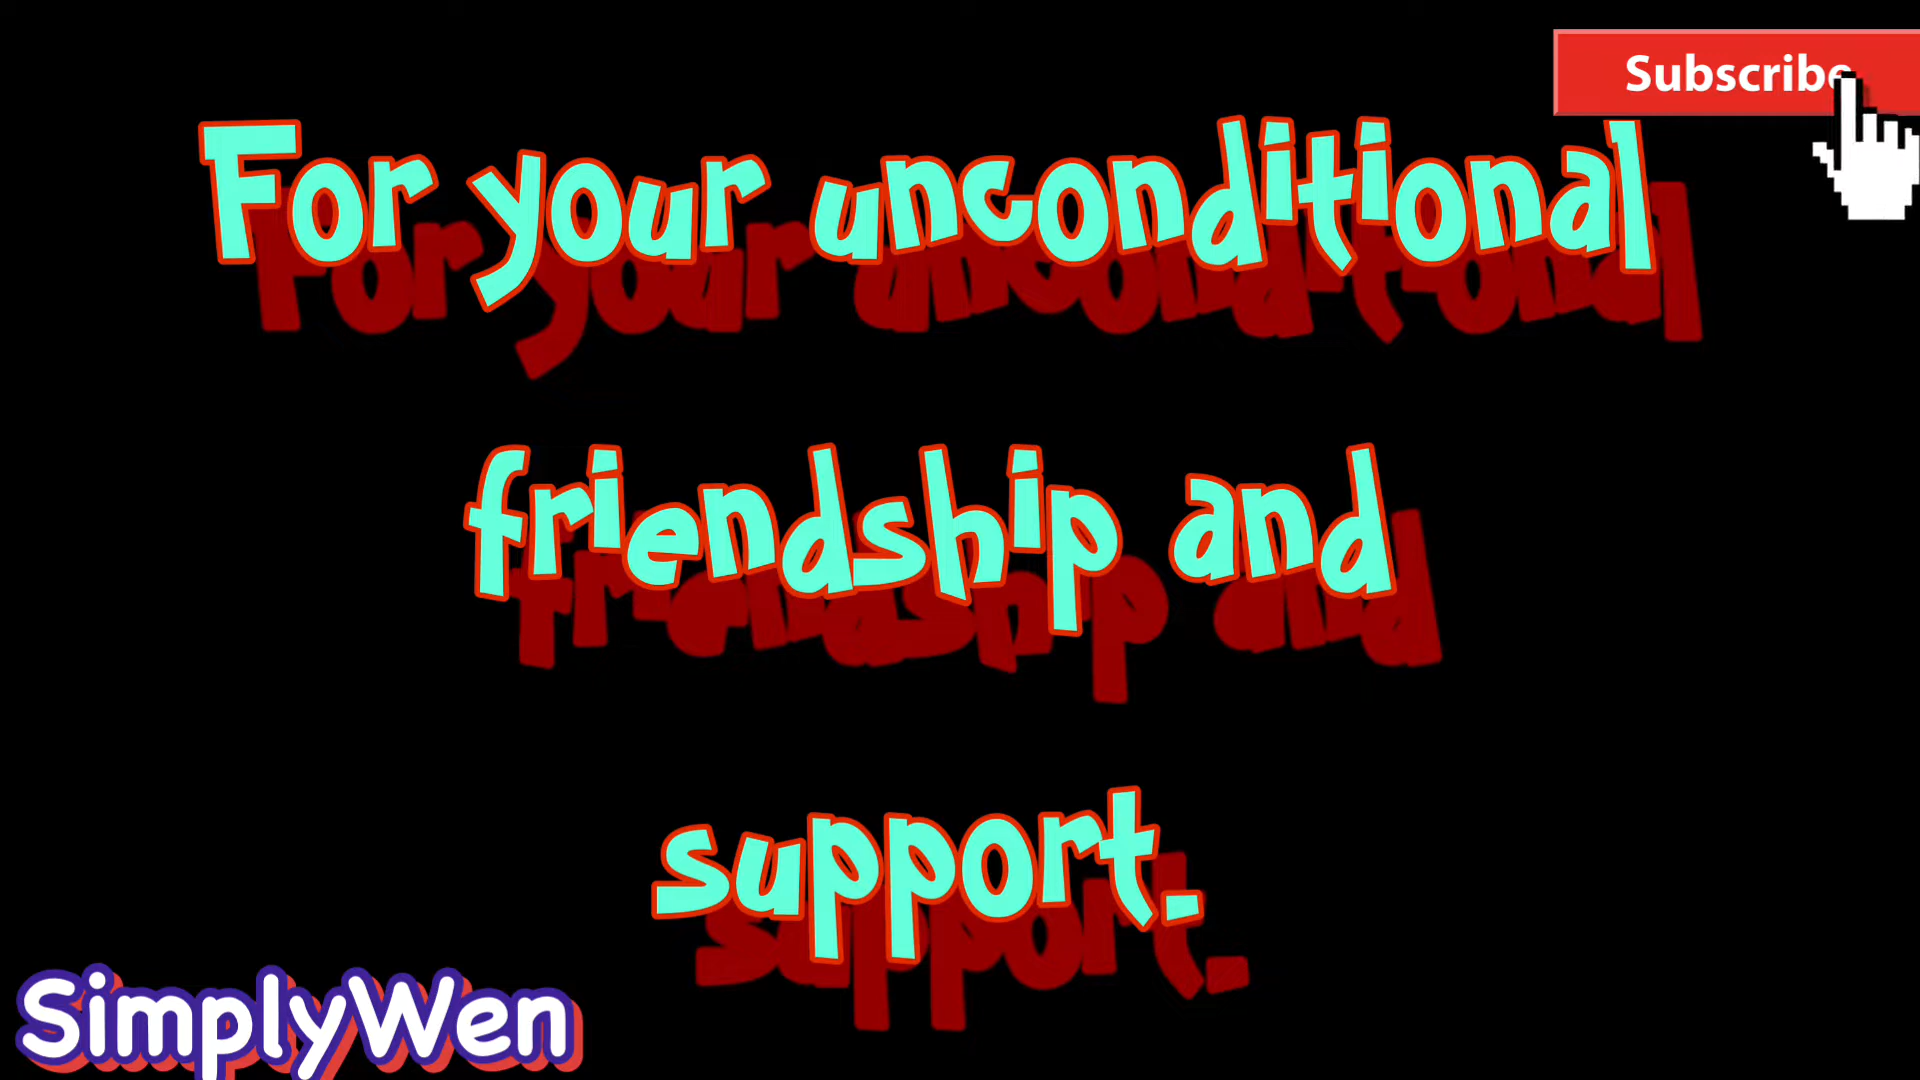 Subscribe
For your unconditional
friendship and
support.
SimplyWen